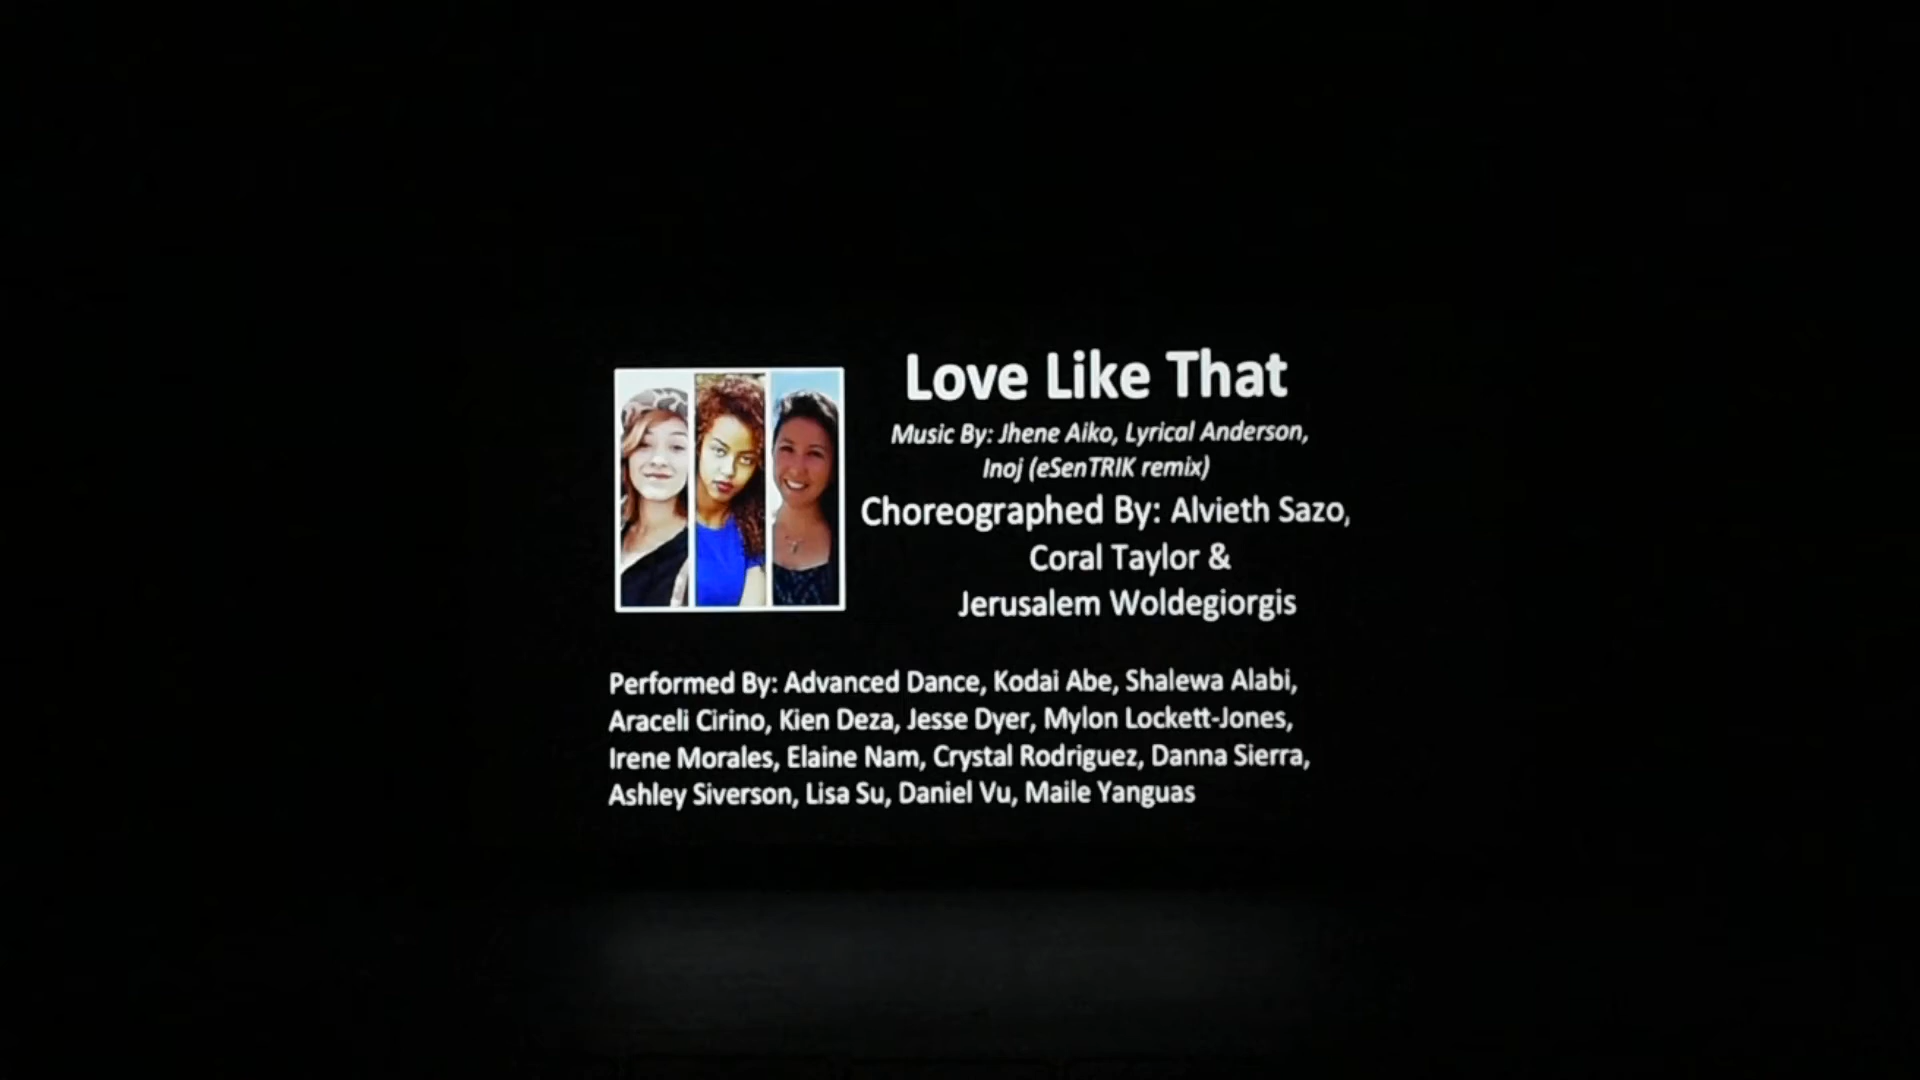 Love Like That
Music By: Jhene Aiko, Lyrical Anderson,
Inoj (eSenTRIK remix)
Choreographed By: Alvieth Sazo,
Coral Taylor &
Jerusalem Woldegiorgis
Performed By: Advanced Dance, Kodai Abe, Shalewa Alabi,
Araceli Cirino, Kien Deza, Jesse Dyer, Mylon Lockett-Jones,
Irene Morales, Elaine Nam, Crystal Rodriguez, Danna Sierra,
Ashley Siverson, Lisa Su, Daniel Vu, Maile Yanguas